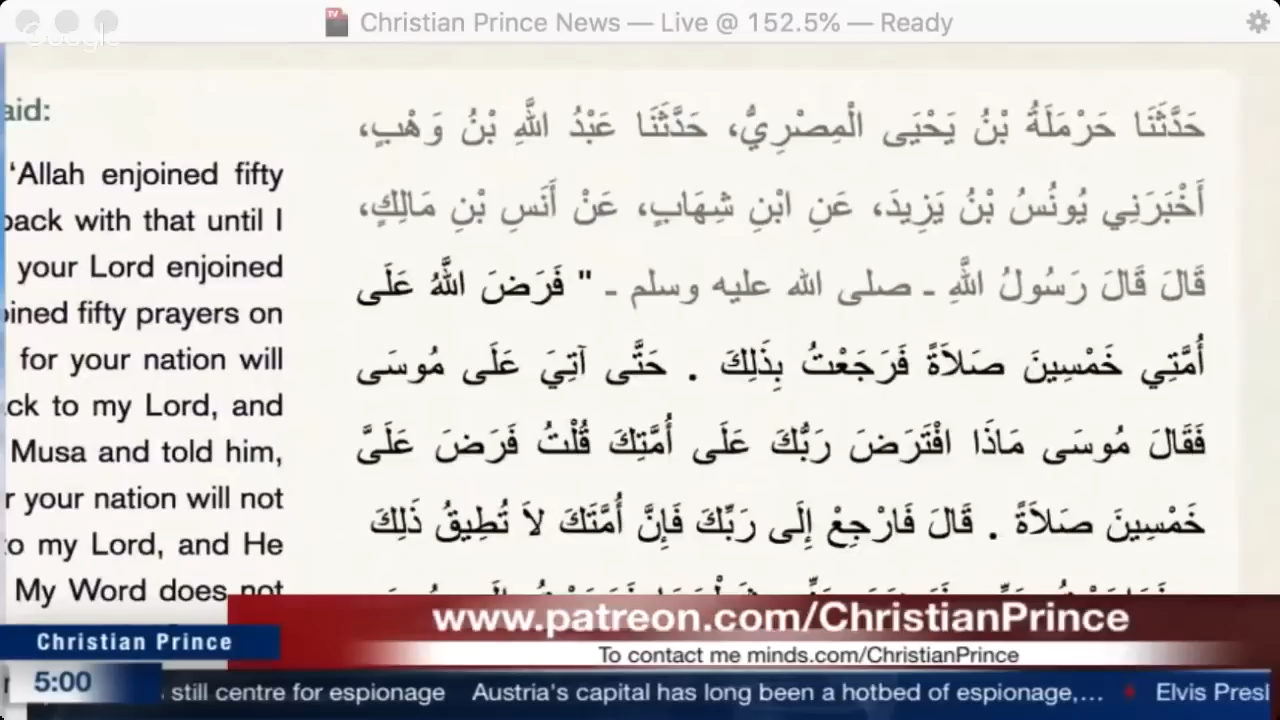 Christian Prince News — Live @ 152.5% — Ready
Google
aid:
‘Allah enjoined fifty
back with that until I
your Lord enjoined
oined fifty prayers on
for your nation will
ck to my Lord, and
Musa and told him,
r your nation will not
to my Lord, and He
My Word does not
حَدَّثَنَا حَرْمَلَةُ بْنُ يَحْيَى الْمِصْرِيُّ، حَدَّثَنَا عَبْدُ اللَّهِ بْنُ وَهْبٍ،
أَخْبَرَنِي يُونُسُ بْنُ يَزِيدَ، عَنِ ابْنِ شِهَابٍ، عَنْ أَنَسِ بْنِ مَالِكٍ،
قَالَ قَالَ رَسُولُ اللَّهِ ـ صلى الله عليه وسلم ـ " فَرَضَ اللَّهُ عَلَى
أُمَّتِي خَمْسِينَ صَلاَةً فَرَجَعْتُ بِذَلِكَ . حَتَّى آتِيَ عَلَى مُوسَى
فَقَالَ مُوسَى مَاذَا افْتَرَضَ رَبُّكَ عَلَى أُمَّتِكَ قُلْتُ فَرَضَ عَلَىَّ
خَمْسِينَ صَلاَةً . قَالَ فَارْجِعْ إِلَى رَبِّكَ فَإِنَّ أُمَّتَكَ لاَ تُطِيقُ ذَلِكَ
www.patreon.com/ChristianPrince
Christian Prince
To contact me minds.com/ChristianPrince
5:00
still centre for espionage Austria's capital has long been a hotbed of espionage,... Elvis Presl